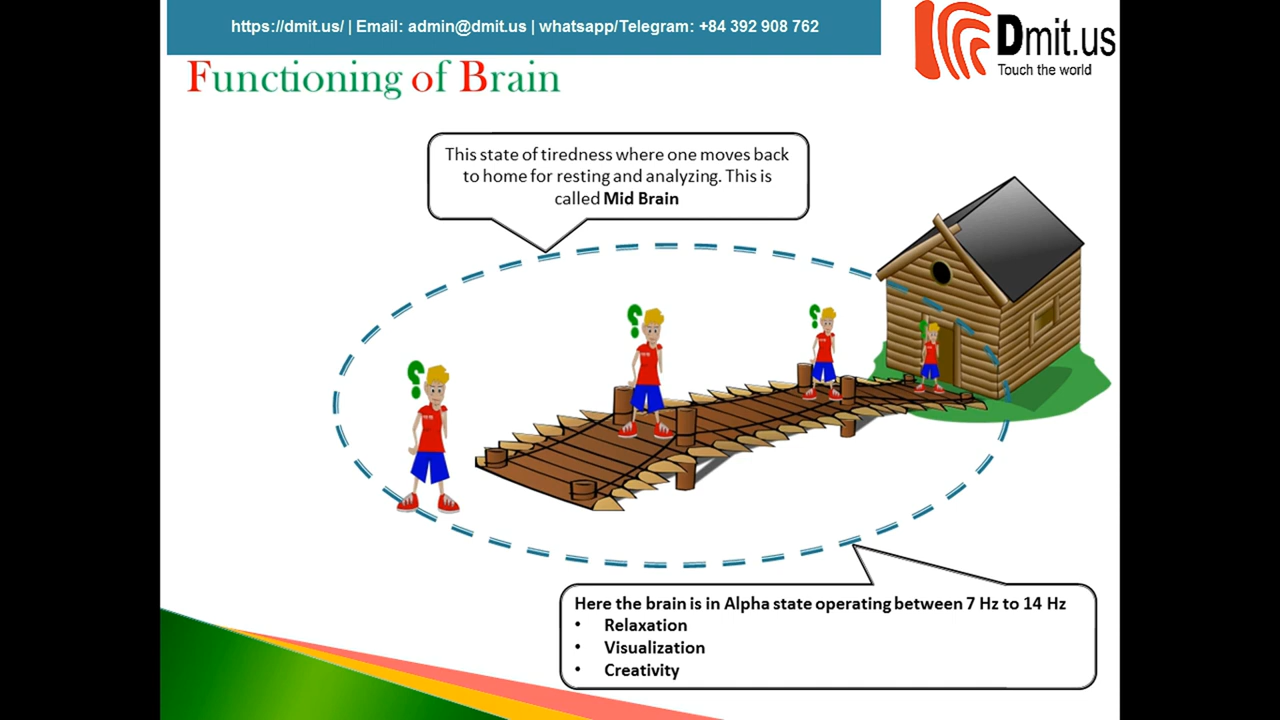 https://dmit.us/ | Email: admin@dmit.us | whatsapp/Telegram: +84 392 908 762
Dmit.us
Touch the world
Functioning of Brain
This state of tiredness where one moves back
to home for resting and analyzing. This is
called Mid Brain
?
?
?
?
Here the brain is in Alpha state operating between 7 Hz to 14 Hz
• Relaxation
• Visualization
• Creativity